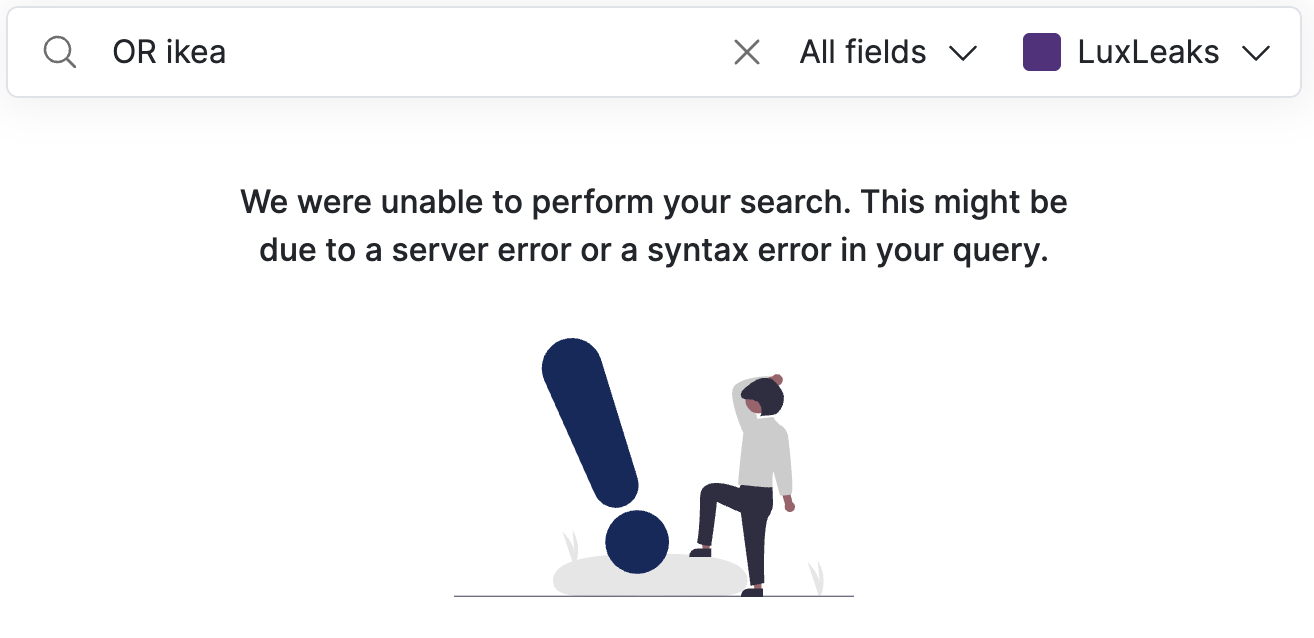 OR ikea All fields LuxLeaks
We were unable to perform your search. This might be
due to a server error or a syntax error in your query.